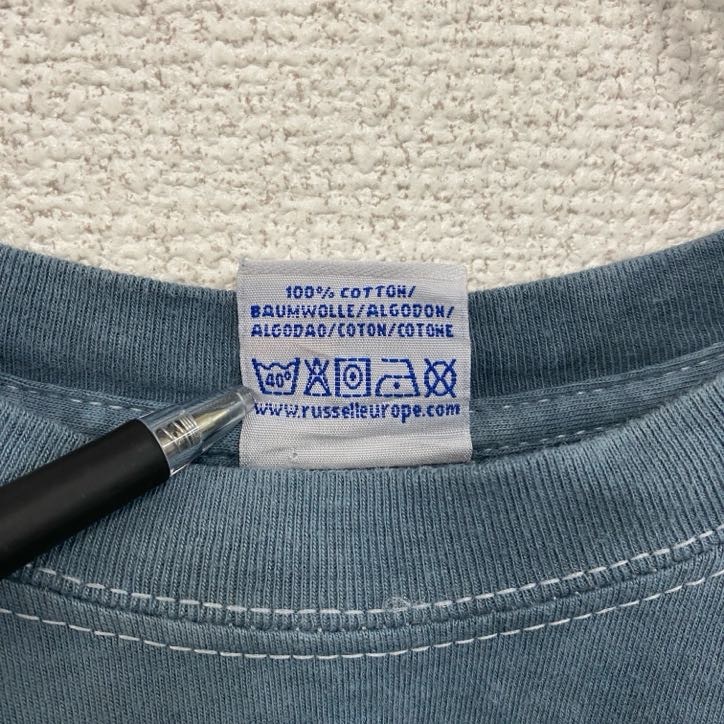 100% COTTON/
BAUMWOLLE/ALGODON/
ALGODAO/COTON/COTONE
40°
www.russelleurope.com